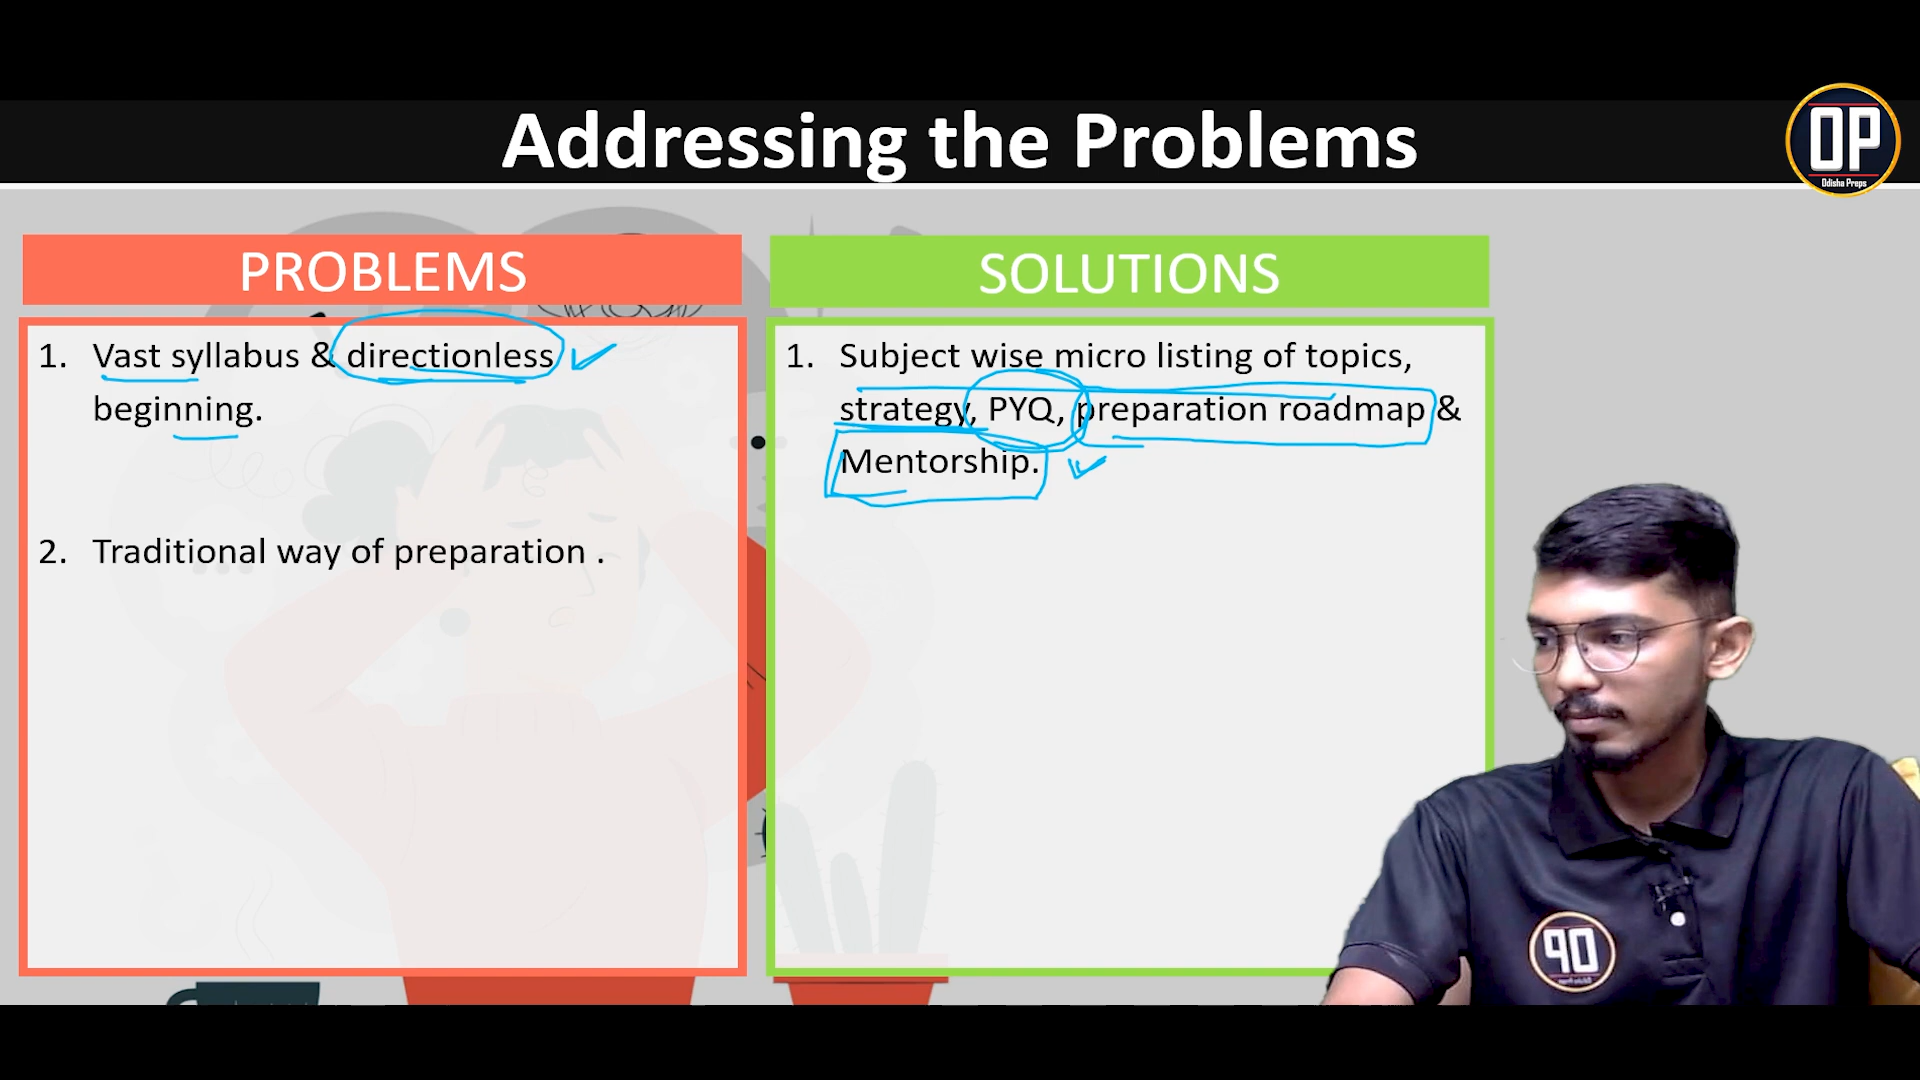 Addressing the Problems
OP
Odisha Preps
PROBLEMS
1. Vast syllabus & directionless
beginning.
2. Traditional way of preparation .
SOLUTIONS
1. Subject wise micro listing of topics,
strategy, PYQ, preparation roadmap &
Mentorship.